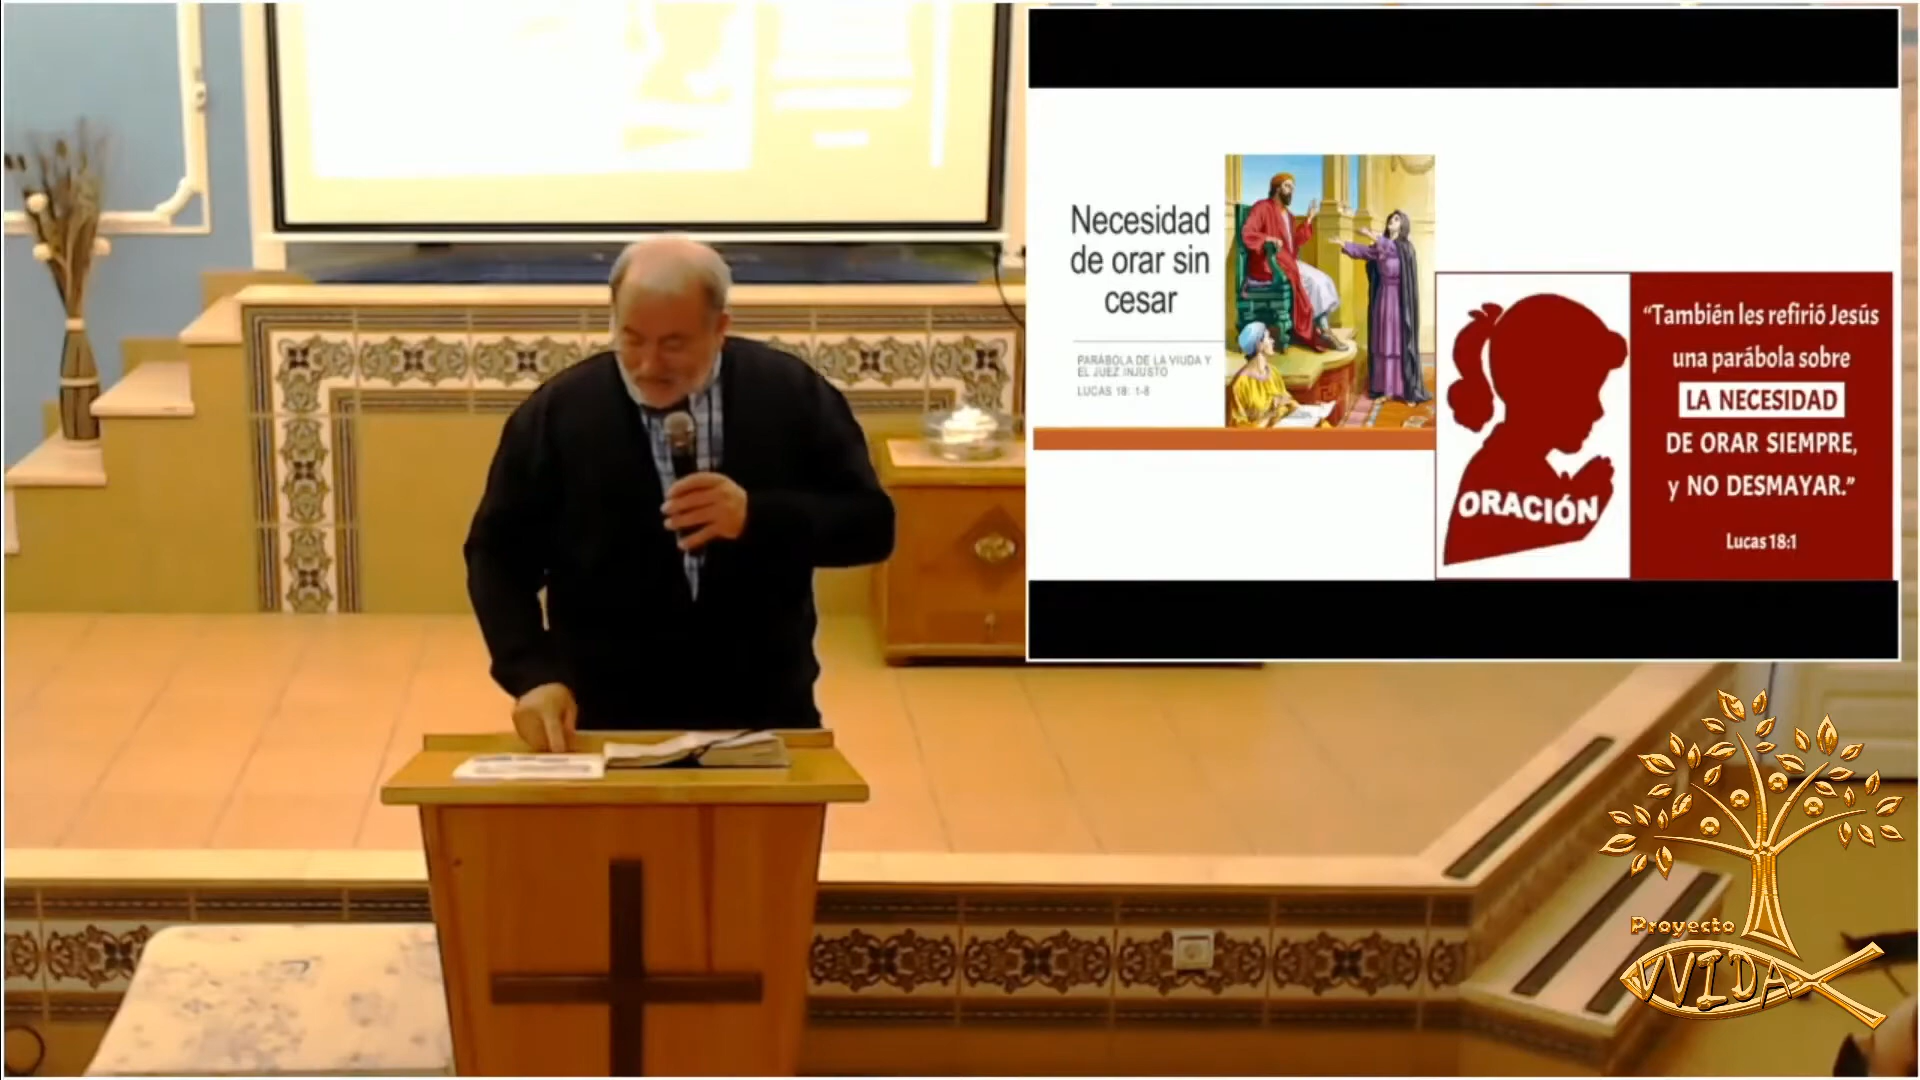 Necesidad
de orar sin
cesar
PARÁBOLA DE LA VIUDA Y
EL JUEZ INJUSTO
LUCAS 18: 1-8
ORACIÓN
“También les refirió Jesús
una parábola sobre
LA NECESIDAD
DE ORAR SIEMPRE,
y NO DESMAYAR.”
Lucas 18:1
Proyecto
VVIDA